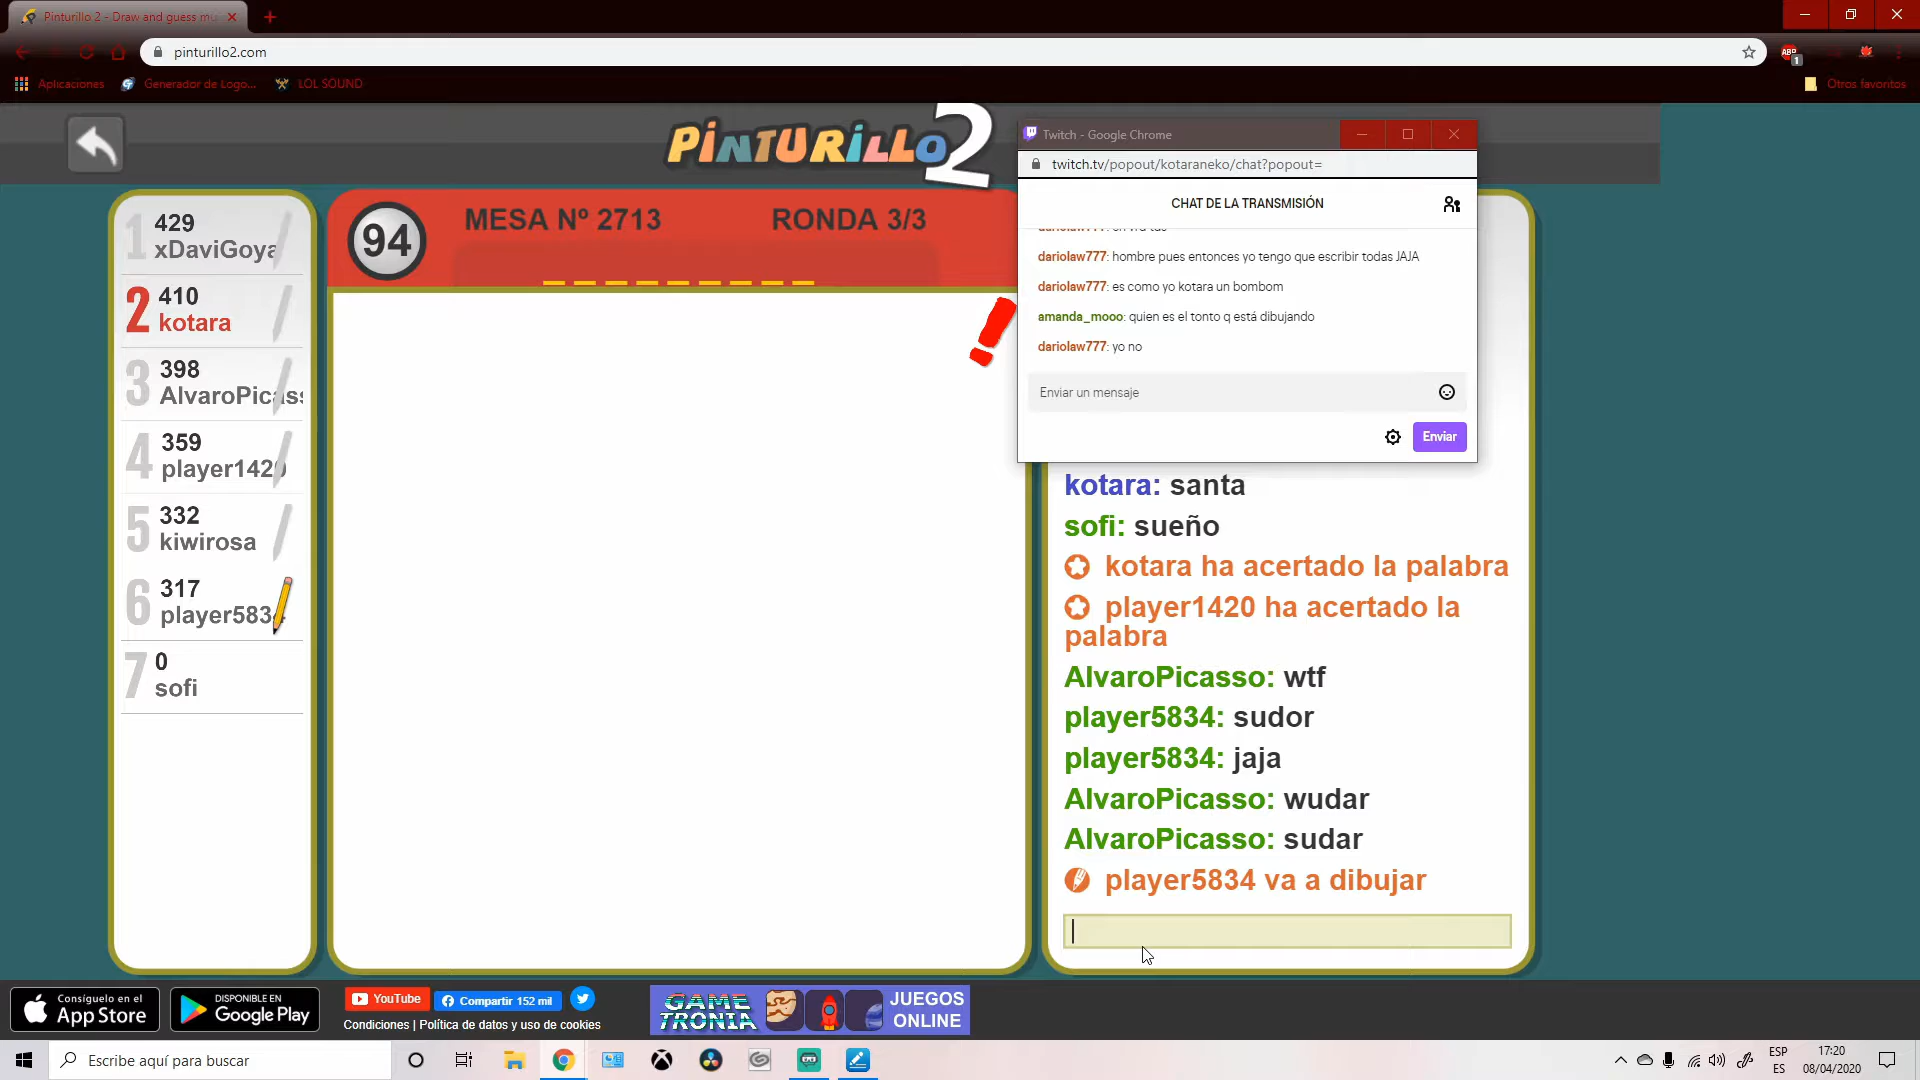 Pinturillo 2 - Draw and guess mu
pinturillo2.com
ABP
1
Aplicaciones
Generador de Logo...
LOL SOUND
Otros favoritos
PINTURILLO2
94
MESA Nº 2713
RONDA 3/3
1
429
xDaviGoya
2
410
kotara
3
398
AlvaroPicass
4
359
player1420
5
332
kiwirosa
6
317
player5834
7
0
sofi
!
Twitch - Google Chrome
twitch.tv/popout/kotaraneko/chat?popout=
CHAT DE LA TRANSMISIÓN
dariolaw777: hombre pues entonces yo tengo que escribir todas JAJA
dariolaw777: es como yo kotara un bombom
amanda_mooo: quien es el tonto q está dibujando
dariolaw777: yo no
Enviar un mensaje
Enviar
kotara: santa
sofi: sueño
kotara ha acertado la palabra
player1420 ha acertado la
palabra
AlvaroPicasso: wtf
player5834: sudor
player5834: jaja
AlvaroPicasso: wudar
AlvaroPicasso: sudar
player5834 va a dibujar
Consíguelo en el
App Store
DISPONIBLE EN
Google Play
YouTube
Compartir 152 mil
Condiciones | Política de datos y uso de cookies
GAME
TRONIA
JUEGOS
ONLINE
Escribe aquí para buscar
ESP
ES
17:20
08/04/2020